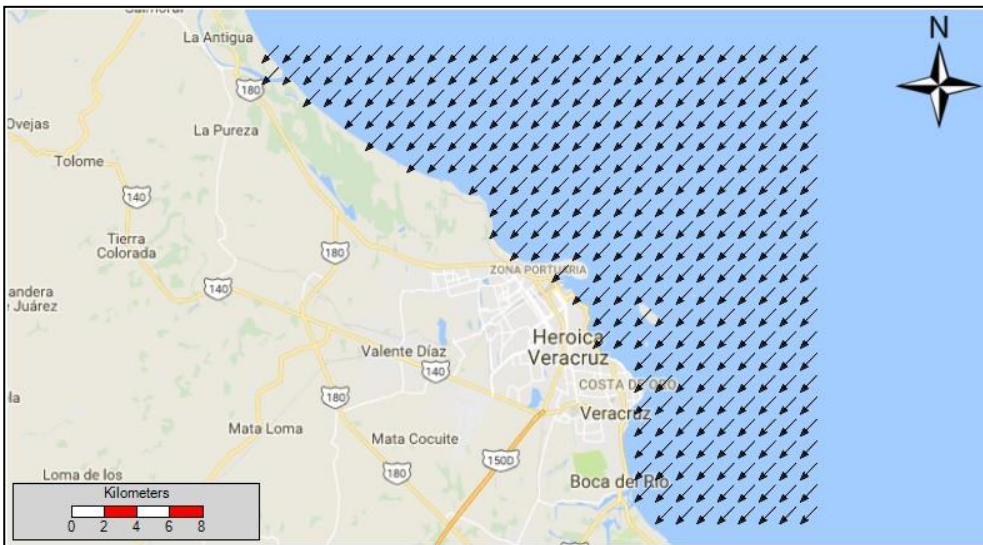 La Antigua
N
180
Ovejas
La Pureza
Tolome
140
Tierra
Colorada
180
ZONA PORTUARIA
andera
e Juárez
140
Heroica
Veracruz
Valente Díaz
140
COSTA DE ORO
180
Veracruz
Mata Loma
Mata Cocuite
150D
Loma de los
180
Boca del Río
Kilometers
0 2 4 6 8